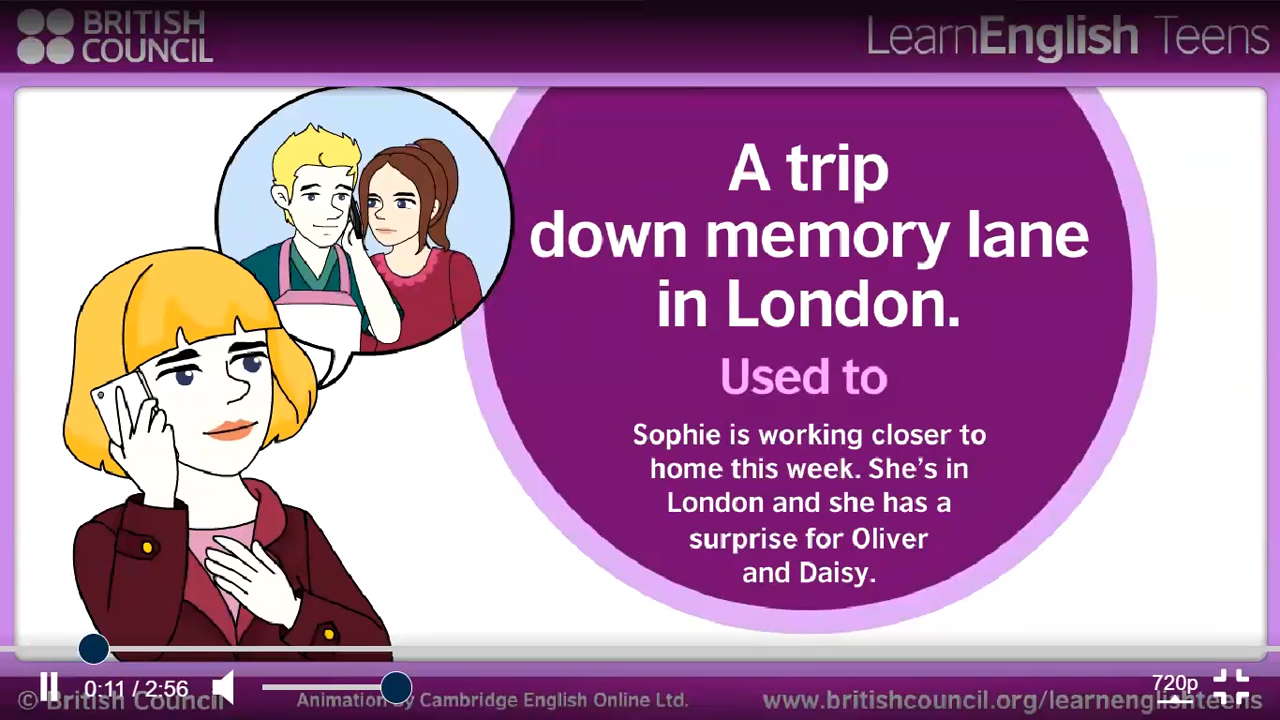 BRITISH
COUNCIL
LearnEnglish Teens
A trip
down memory lane
in London.
Used to
Sophie is working closer to
home this week. She's in
London and she has a
surprise for Oliver
and Daisy.
0:11 / 2:56
720p
© British Council
Animation by Cambridge English Online Ltd.
www.britishcouncil.org/learnenglishteens